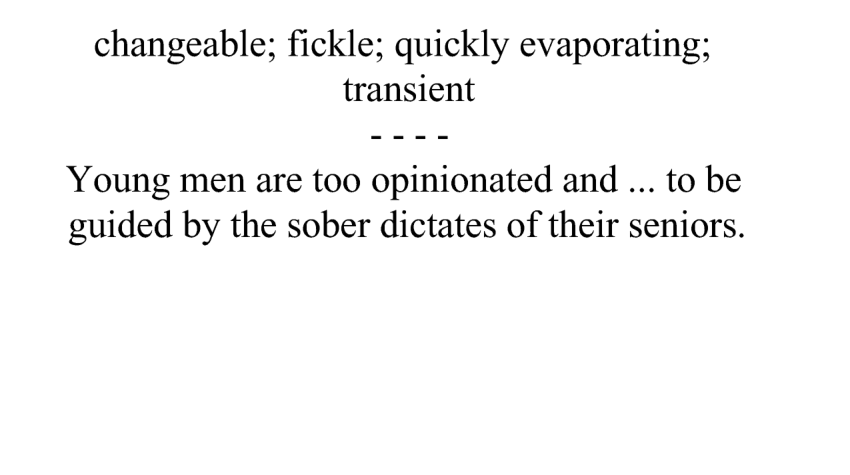 changeable; fickle; quickly evaporating;
transient
- - - -
Young men are too opinionated and ... to be
guided by the sober dictates of their seniors.